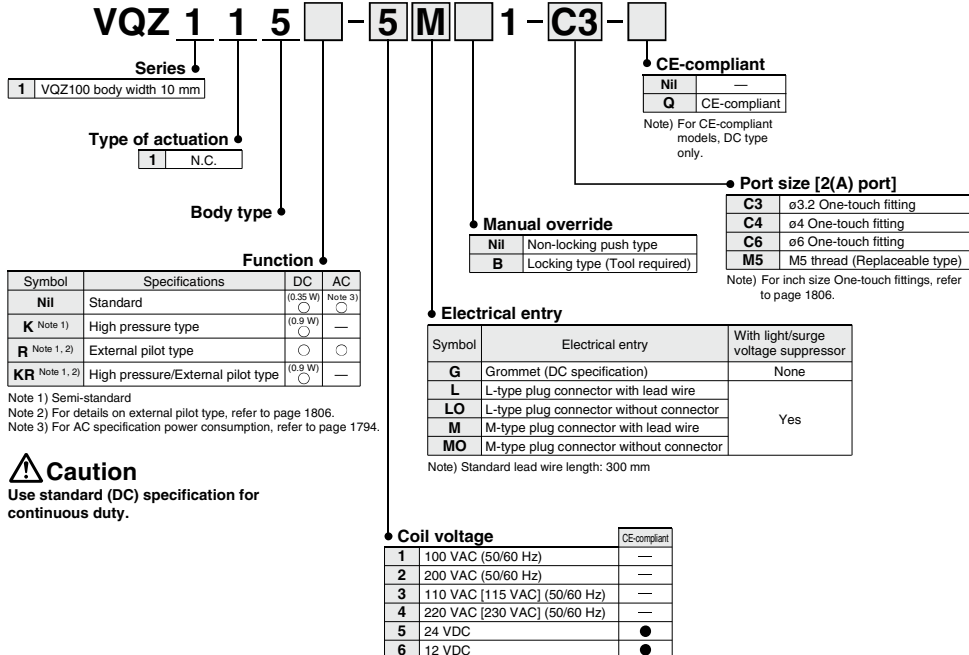 VQZ 1 1 5 - 5 M 1 - C3 -
Series
1 VQZ100 body width 10 mm
Type of actuation
1 N.C.
Body type
Function
Symbol Specifications DC AC
Nil Standard (0.35 W) ○ Note 3) ○
K Note 1) High pressure type (0.9 W) ○ —
R Note 1, 2) External pilot type ○ ○
KR Note 1, 2) High pressure/External pilot type (0.9 W) ○ —
Note 1) Semi-standard
Note 2) For details on external pilot type, refer to page 1806.
Note 3) For AC specification power consumption, refer to page 1794.
Caution
Use standard (DC) specification for
continuous duty.
CE-compliant
Nil —
Q CE-compliant
Note) For CE-compliant
models, DC type
only.
Port size [2(A) port]
C3 ø3.2 One-touch fitting
C4 ø4 One-touch fitting
C6 ø6 One-touch fitting
M5 M5 thread (Replaceable type)
Note) For inch size One-touch fittings, refer
to page 1806.
Manual override
Nil Non-locking push type
B Locking type (Tool required)
Electrical entry
Symbol Electrical entry With light/surge
voltage suppressor
G Grommet (DC specification) None
L L-type plug connector with lead wire
LO L-type plug connector without connector
Yes
M M-type plug connector with lead wire
MO M-type plug connector without connector
Note) Standard lead wire length: 300 mm
Coil voltage CE-compliant
1 100 VAC (50/60 Hz) —
2 200 VAC (50/60 Hz) —
3 110 VAC [115 VAC] (50/60 Hz) —
4 220 VAC [230 VAC] (50/60 Hz) —
5 24 VDC ●
6 12 VDC ●